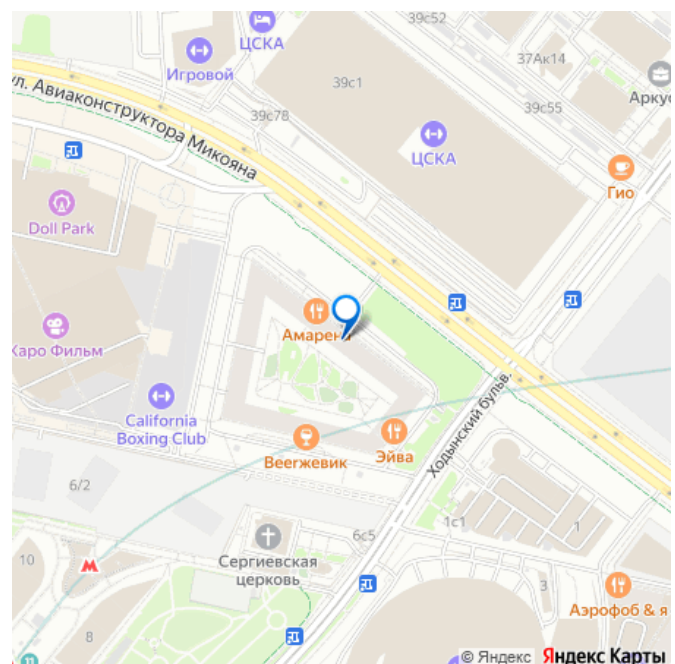 39с52
ЦСКА
Игровой
37Ак14
39с1
Аркус
ул. Авиаконструктора Микояна
39с78
39с55
ЦСКА
Гио
Doll Park
Амарена
Каро Фильм
California
Boxing Club
Beerжевик
Эйва
Ходынский бульв.
6/2
1с1
1
6с5
Сергиевская
церковь
10
3
Аэрофоб & я
8
© Яндекс Яндекс Карты